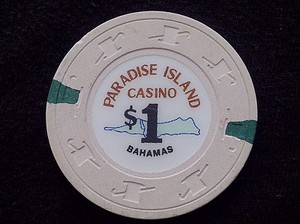 PARADISE ISLAND
CASINO
$1
BAHAMAS